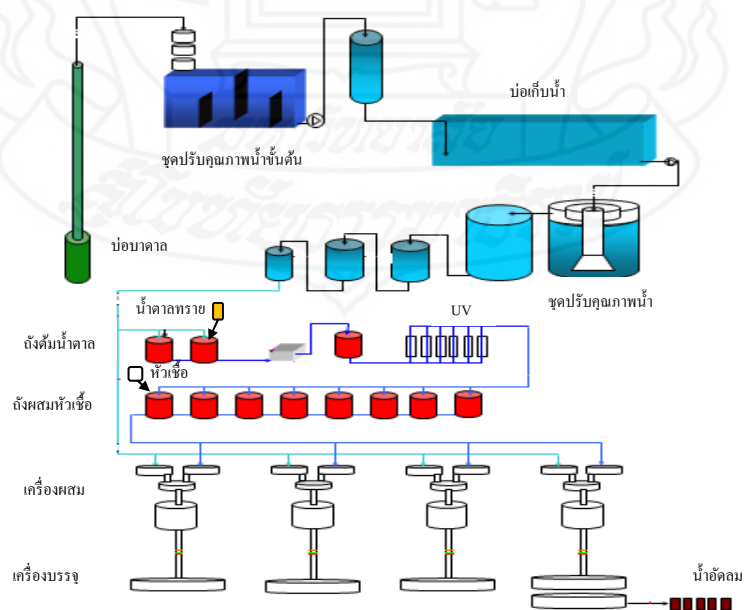 บ่อเก็บน้ำ
ชุดปรับคุณภาพน้ำขั้นต้น
บ่อบาดาล
ชุดปรับคุณภาพน้ำ
น้ำตาลทราย
UV
ถังต้มน้ำตาล
หัวเชื้อ
ถังผสมหัวเชื้อ
เครื่องผสม
เครื่องบรรจุ
น้ำอัดลม